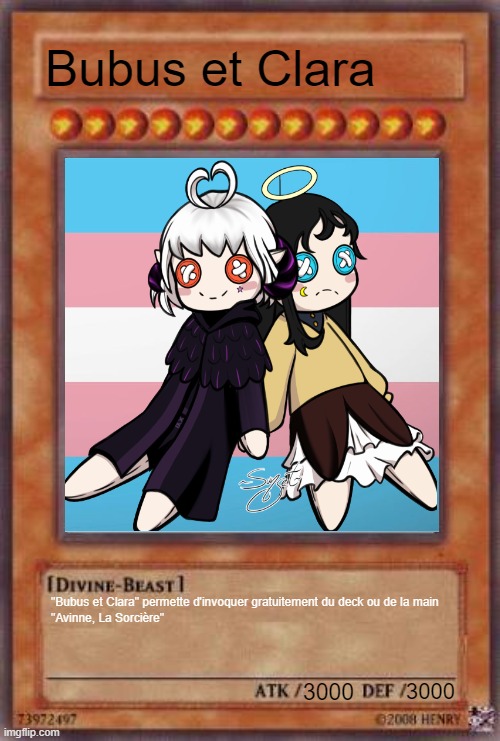 Bubus et Clara
[DIVINE-BEAST]
"Bubus et Clara" permette d'invoquer gratuitement du deck ou de la main
"Avinne, La Sorcière"
ATK /3000 DEF /3000
73972497 ©2008 HENRY
imgflip.com